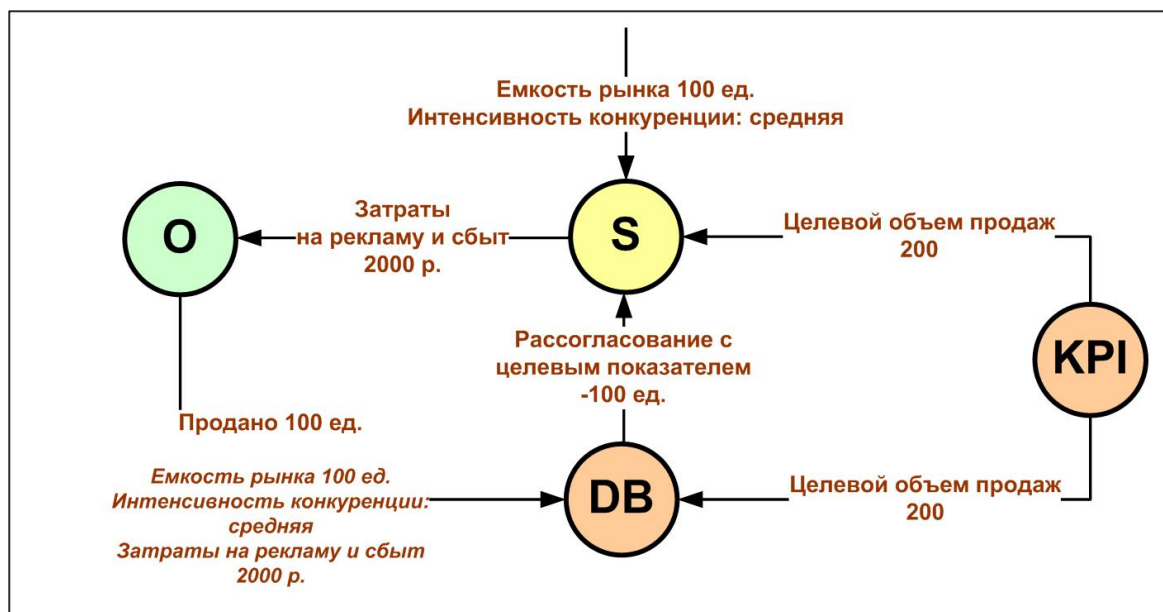 Емкость рынка 100 ед.
Интенсивность конкуренции: средняя
О
Затраты
на рекламу и сбыт
2000 р.
S
Целевой объем продаж
200
KPI
Рассогласование с
целевым показателем
-100 ед.
Продано 100 ед.
Емкость рынка 100 ед.
Интенсивность конкуренции:
средняя
Затраты на рекламу и сбыт
2000 р.
DB
Целевой объем продаж
200